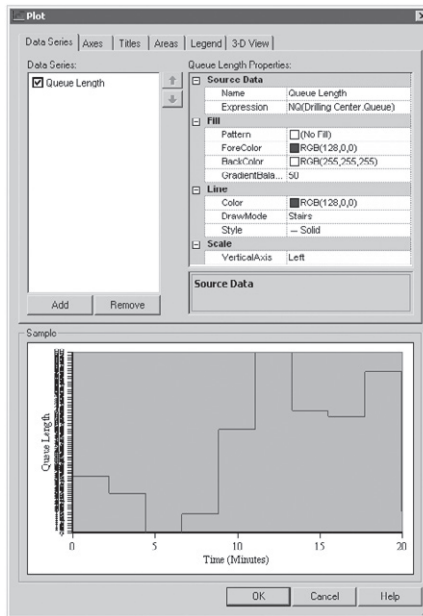 Plot
Data Series Axes Titles Areas Legend 3-D View
Data Series:
Queue Length
Add Remove
Queue Length Properties:
Source Data
Name Queue Length
Expression NQ(Drilling Center.Queue)
Fill
Pattern (No Fill)
ForeColor RGB(128,0,0)
BackColor RGB(255,255,255)
GradientBala... 50
Line
Color RGB(128,0,0)
DrawMode Stairs
Style Solid
Scale
VerticalAxis Left
Source Data
Sample
Queue Length
0 5 10 15 20
Time (Minutes)
OK Cancel Help